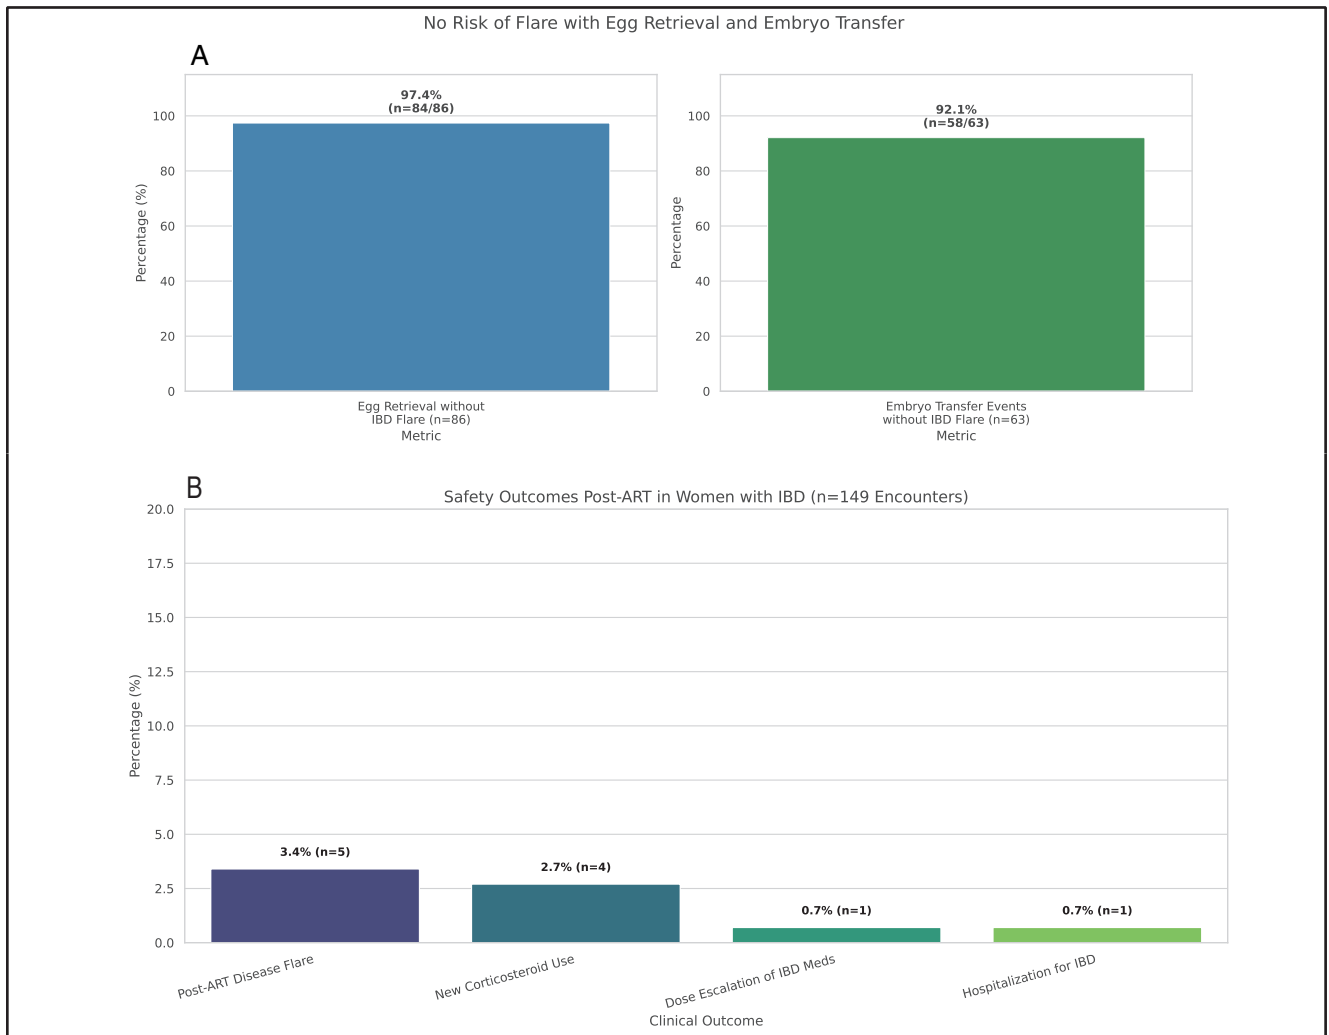 No Risk of Flare with Egg Retrieval and Embryo Transfer
A
97.4%
(n=84/86)
Percentage (%)
100
80
60
40
20
0
Egg Retrieval without
IBD Flare (n=86)
Metric
92.1%
(n=58/63)
Percentage
100
80
60
40
20
0
Embryo Transfer Events
without IBD Flare (n=63)
Metric
B
Safety Outcomes Post-ART in Women with IBD (n=149 Encounters)
Percentage (%)
20.0
17.5
15.0
12.5
10.0
7.5
5.0
2.5
0.0
3.4% (n=5)
2.7% (n=4)
0.7% (n=1)
0.7% (n=1)
Post-ART Disease Flare
New Corticosteroid Use
Dose Escalation of IBD Meds
Hospitalization for IBD
Clinical Outcome